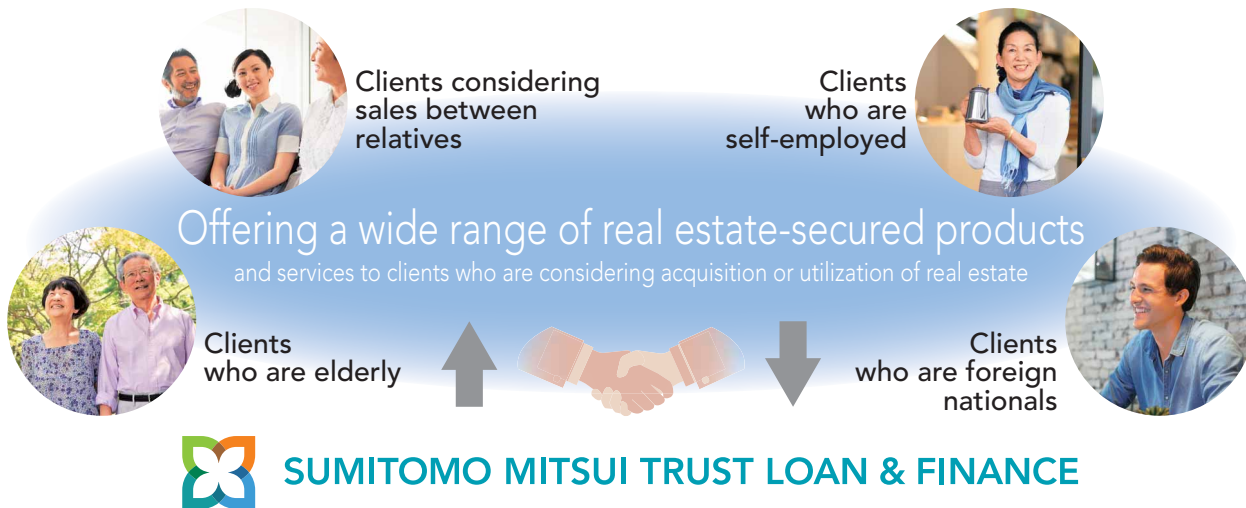 Clients considering
sales between
relatives
Clients
who are
self-employed
Offering a wide range of real estate-secured products
and services to clients who are considering acquisition or utilization of real estate
Clients
who are elderly
Clients
who are foreign
nationals
SUMITOMO MITSUI TRUST LOAN & FINANCE